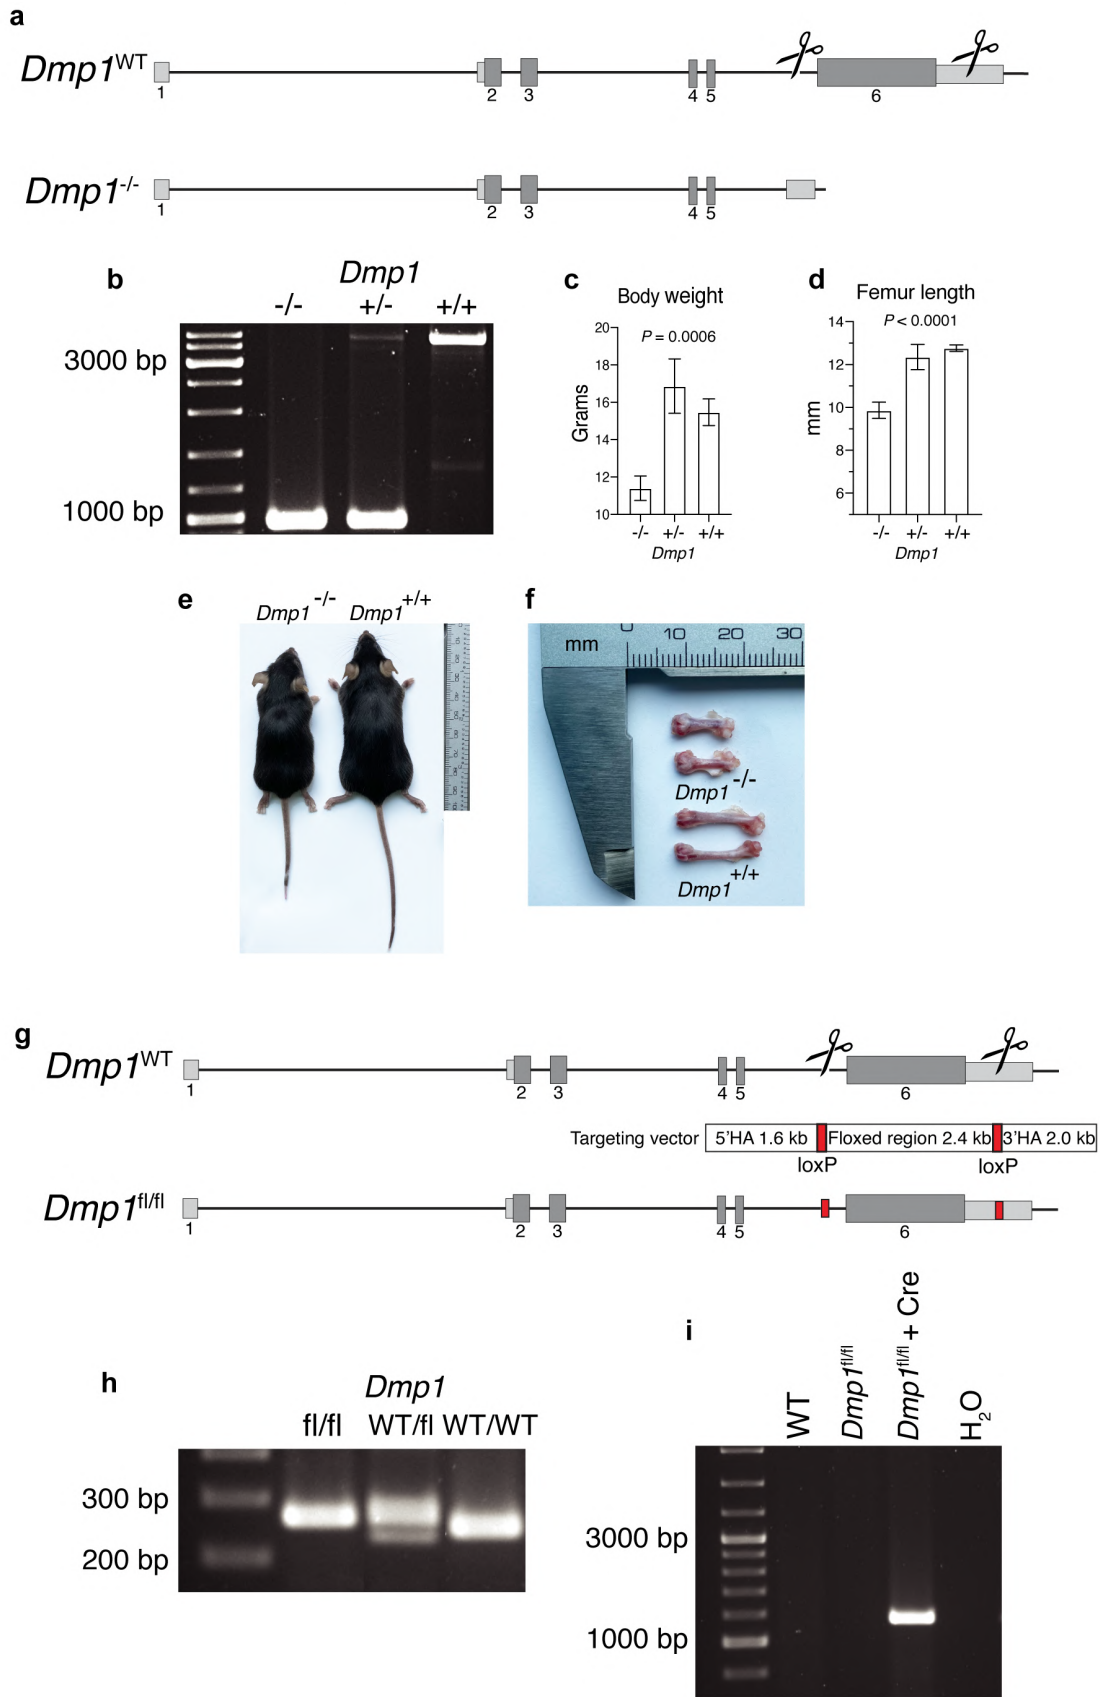 a
Dmp1WT
1 2 3 4 5 6
Dmp1-/-
1 2 3 4 5
b
Dmp1
-/- +/- +/+
3000 bp
1000 bp
c
Body weight
P = 0.0006
20
18
16
14
12
10
Grams
-/- +/- +/+
Dmp1
d
Femur length
P < 0.0001
14
12
10
8
6
mm
-/- +/- +/+
Dmp1
e
Dmp1-/- Dmp1+/+
f
mm
0 10 20 30
Dmp1-/-
Dmp1+/+
g
Dmp1WT
1 2 3 4 5 6
Targeting vector 5'HA 1.6 kb Floxed region 2.4 kb 3'HA 2.0 kb
loxP loxP
Dmp1fl/fl
1 2 3 4 5 6
h
Dmp1
fl/fl WT/fl WT/WT
300 bp
200 bp
i
WT
Dmp1fl/fl
Dmp1fl/fl + Cre
H2O
3000 bp
1000 bp